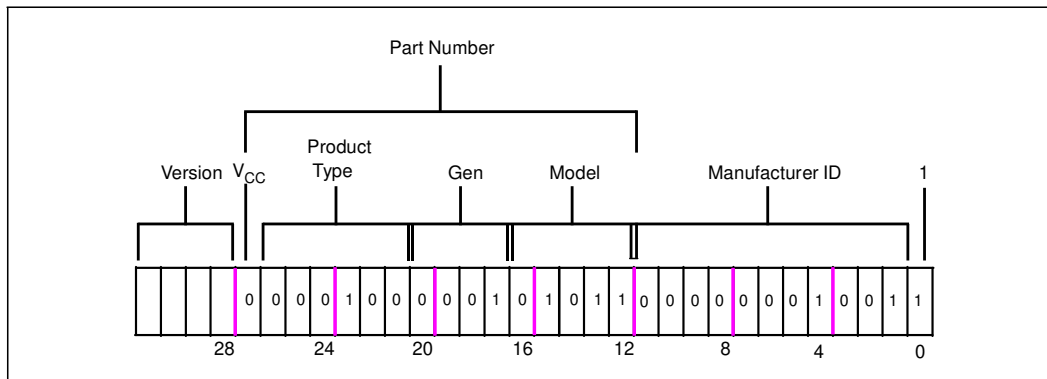 Part Number
Product
Version V_CC Type Gen Model Manufacturer ID 1
0 0 0 0 1 0 0 0 0 0 1 0 1 0 1 1 0 0 0 0 0 0 0 1 0 0 1 1
28 24 20 16 12 8 4 0